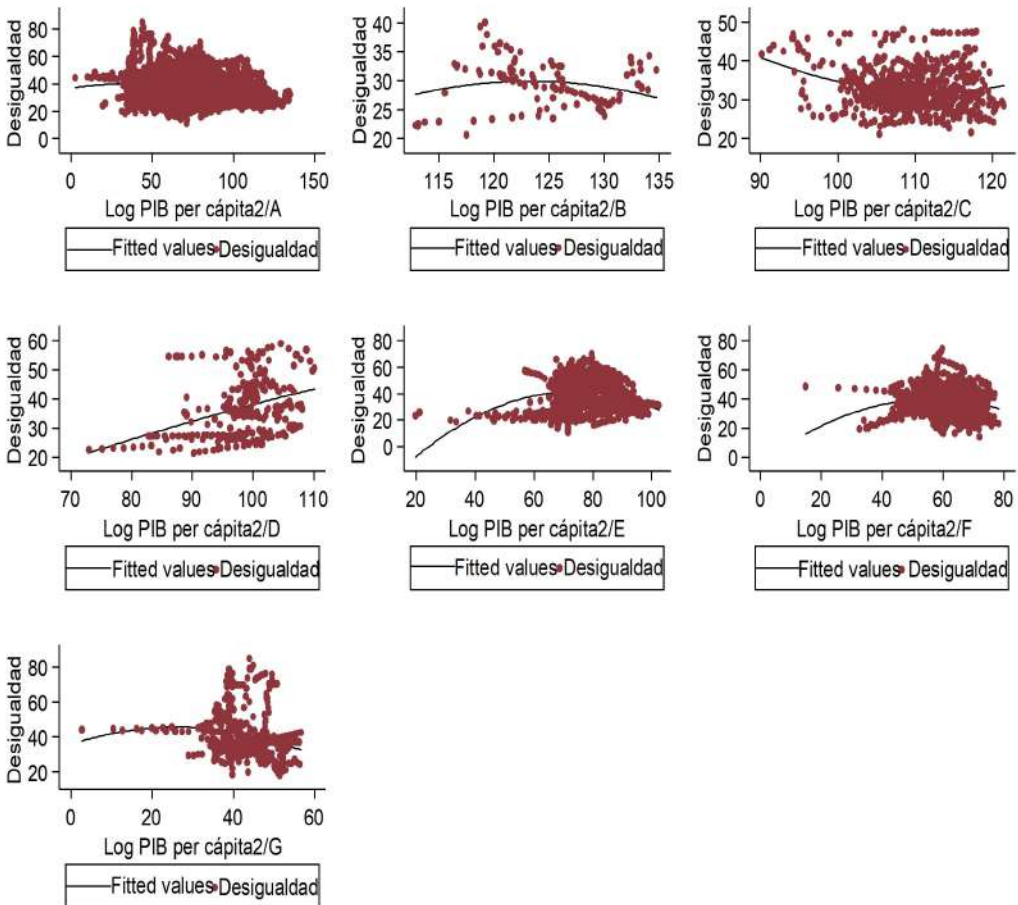 Desigualdad
80
60
40
20
0
0 50 100 150
Log PIB per cápita2/A
Fitted values Desigualdad
Desigualdad
40
35
30
25
20
115 120 125 130 135
Log PIB per cápita2/B
Fitted values Desigualdad
Desigualdad
50
40
30
20
90 100 110 120
Log PIB per cápita2/C
Fitted values Desigualdad
Desigualdad
60
50
40
30
20
70 80 90 100 110
Log PIB per cápita2/D
Fitted values Desigualdad
Desigualdad
80
60
40
20
0
20 40 60 80 100
Log PIB per cápita2/E
Fitted values Desigualdad
Desigualdad
80
60
40
20
0
0 20 40 60 80
Log PIB per cápita2/F
Fitted values Desigualdad
Desigualdad
80
60
40
20
0 20 40 60
Log PIB per cápita2/G
Fitted values Desigualdad